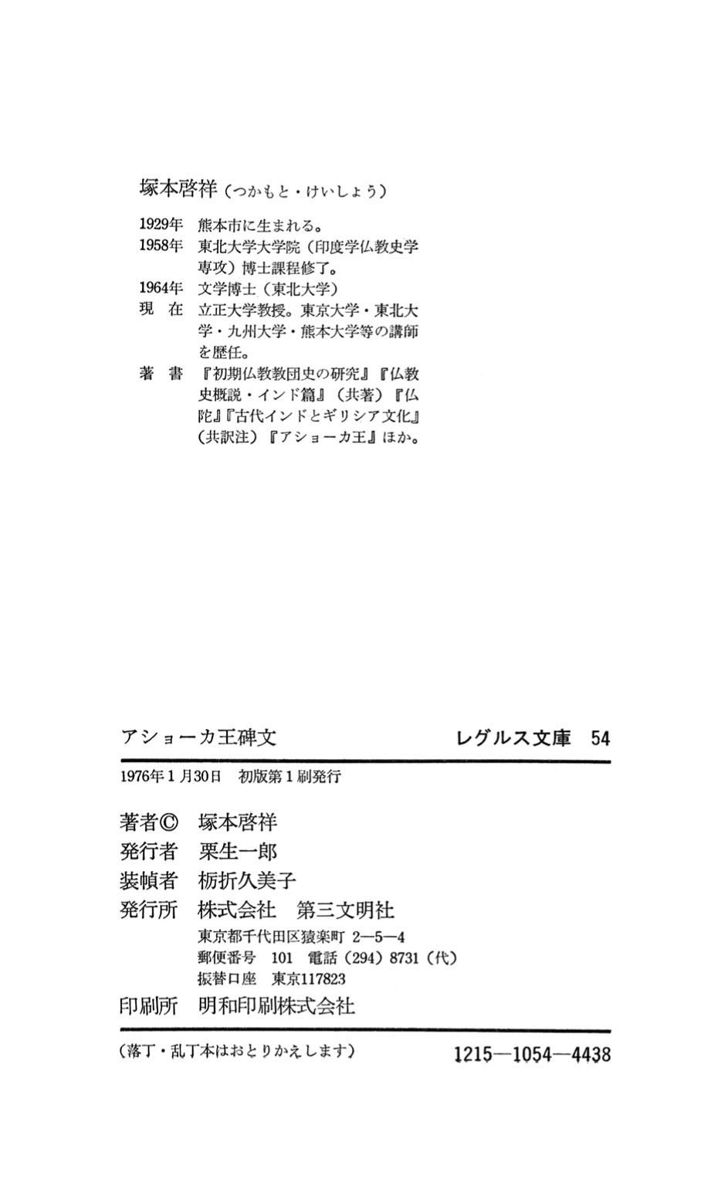 塚本啓祥（つかもと・けいしょう）
1929年 熊本市に生まれる。
1958年 東北大学大学院（印度学仏教史学
専攻）博士課程修了。
1964年 文学博士（東北大学）
現在 立正大学教授。東京大学・東北大
学・九州大学・熊本大学等の講師
を歴任。
著書 『初期仏教教団史の研究』『仏教
史概説・インド篇』（共著）『仏
陀』『古代インドとギリシア文化』
（共訳注）『アショーカ王』ほか。
アショーカ王碑文 レグルス文庫 54
1976年1月30日 初版第1刷発行
著者© 塚本啓祥
発行者 栗生一郎
装幀者 栃折久美子
発行所 株式会社 第三文明社
東京都千代田区猿楽町 2―5―4
郵便番号 101 電話（294）8731（代）
振替口座 東京117823
印刷所 明和印刷株式会社
（落丁・乱丁本はおとりかえします） 1215―1054―4438